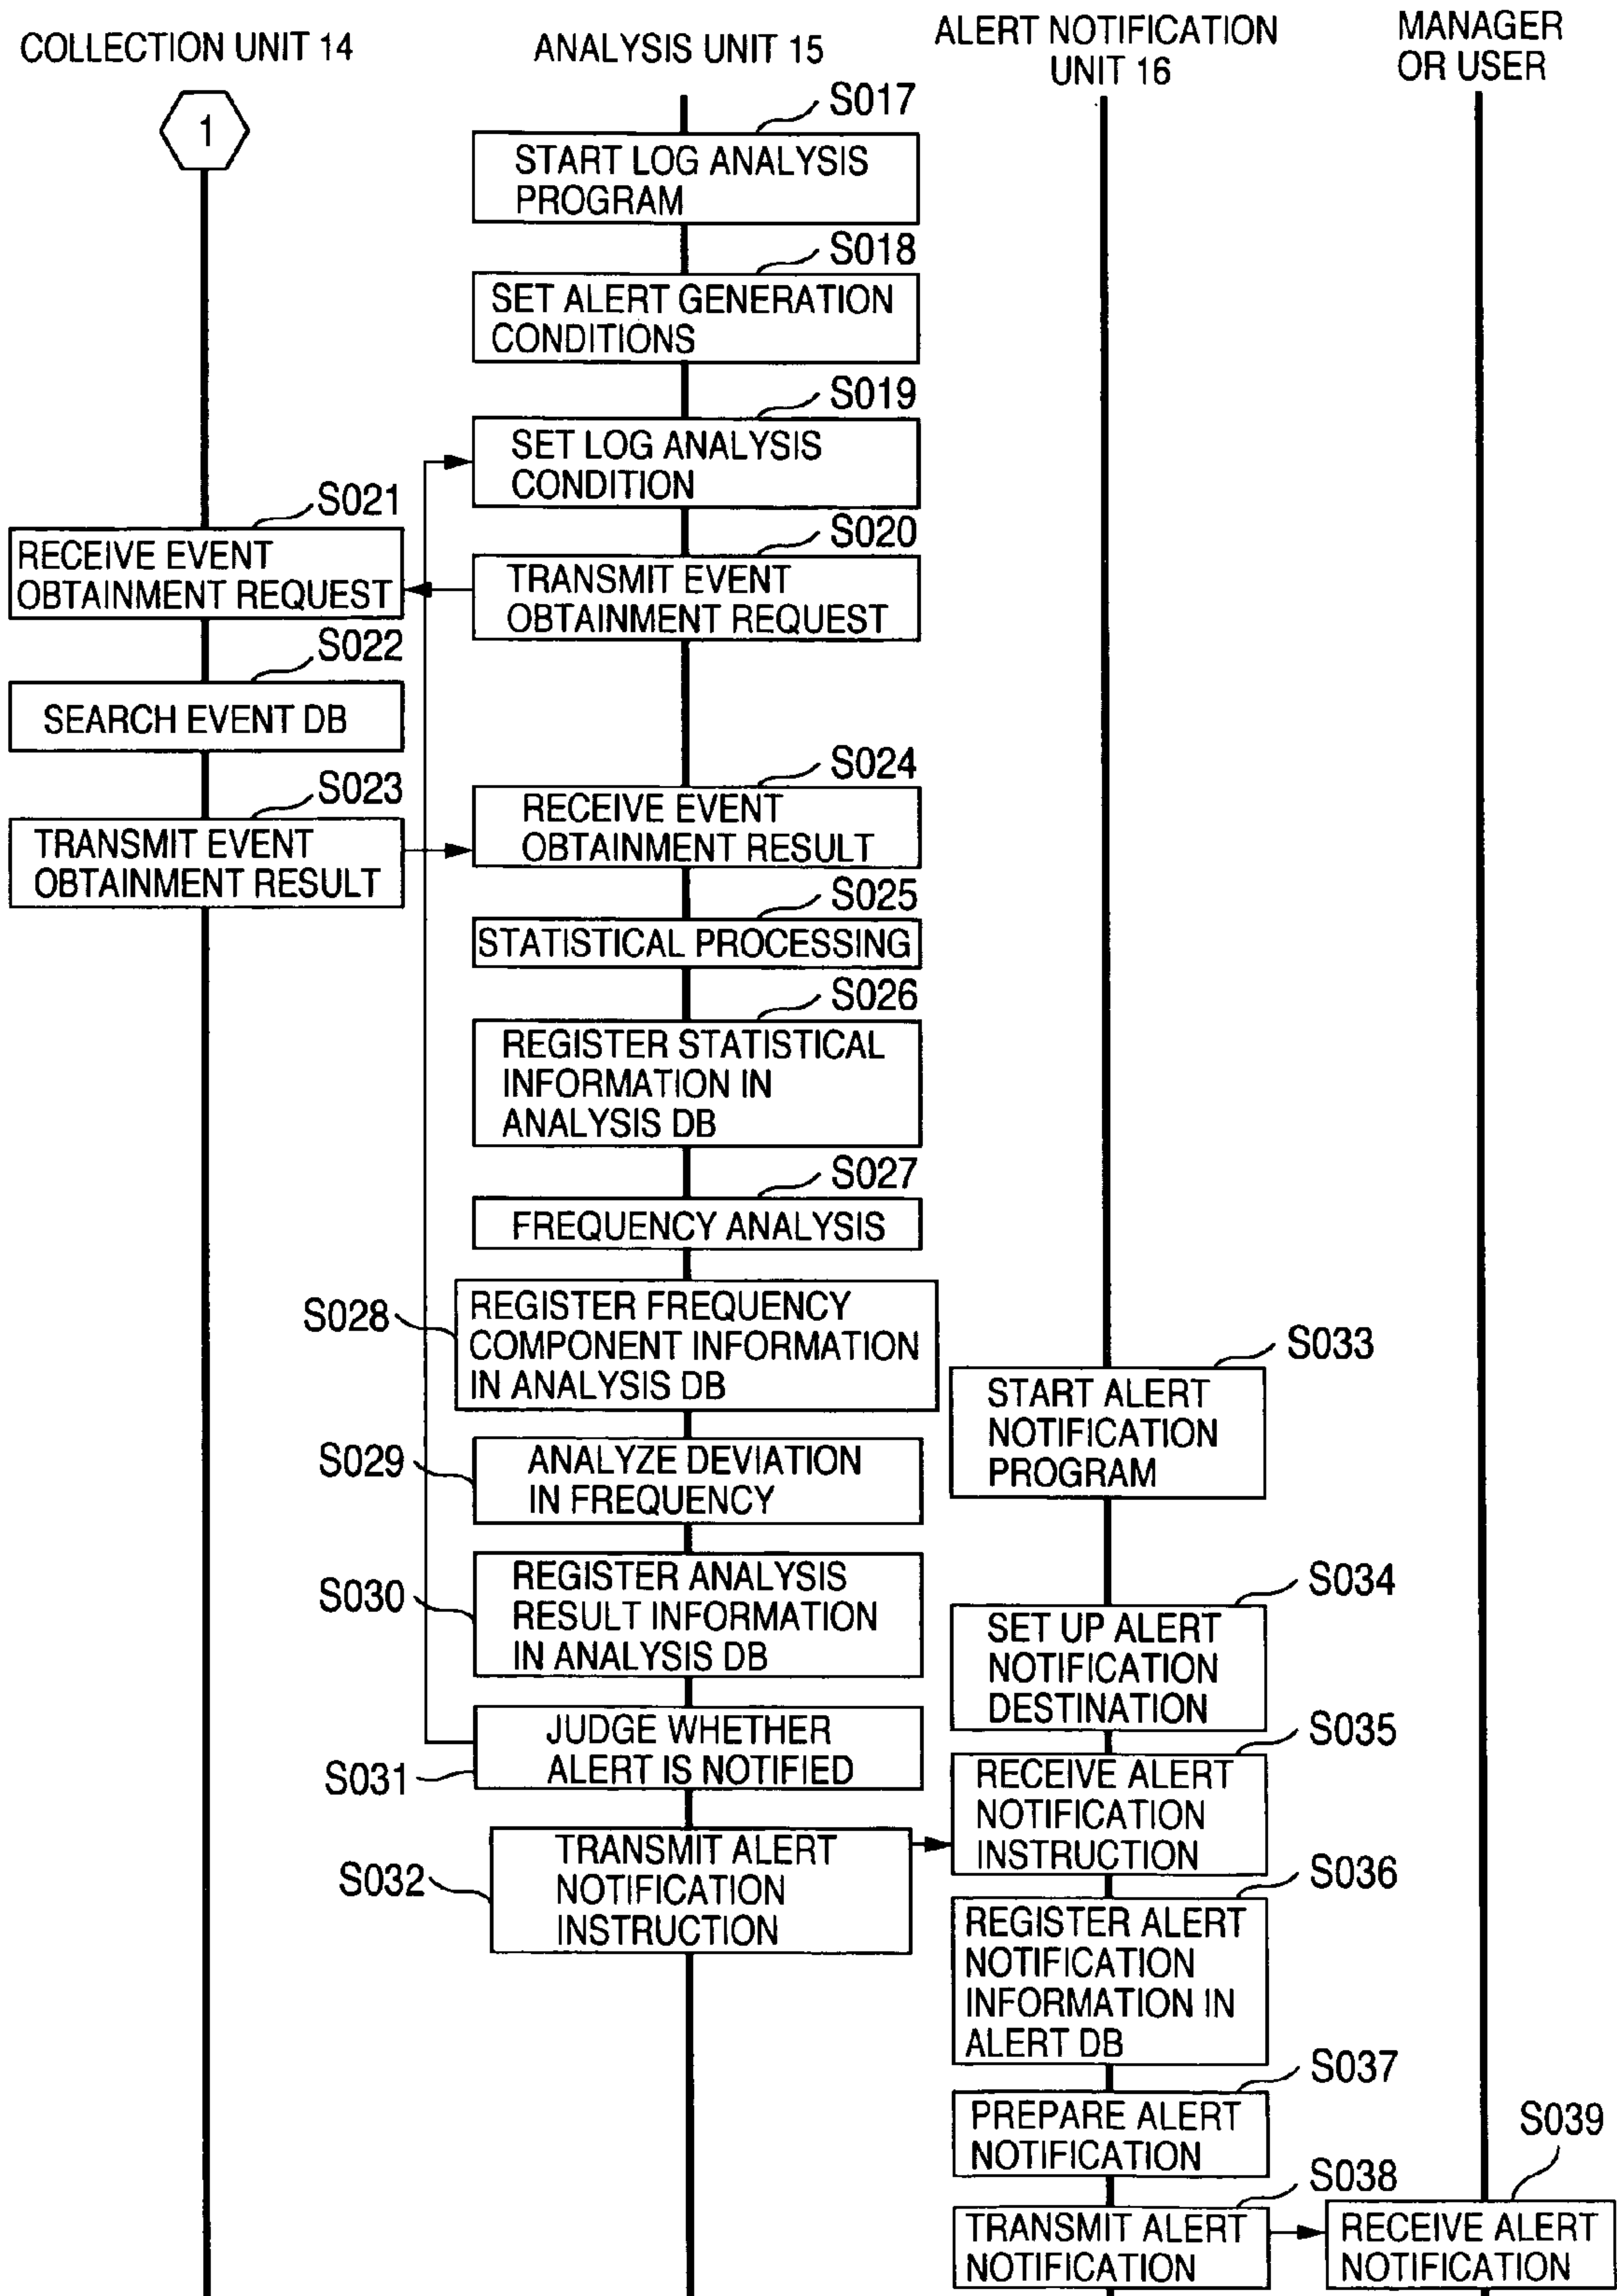 COLLECTION UNIT 14
ANALYSIS UNIT 15
ALERT NOTIFICATION
UNIT 16
MANAGER
OR USER
1
S017
START LOG ANALYSIS
PROGRAM
S018
SET ALERT GENERATION
CONDITIONS
S019
SET LOG ANALYSIS
CONDITION
S020
TRANSMIT EVENT
OBTAINMENT REQUEST
S021
RECEIVE EVENT
OBTAINMENT REQUEST
S022
SEARCH EVENT DB
S023
TRANSMIT EVENT
OBTAINMENT RESULT
S024
RECEIVE EVENT
OBTAINMENT RESULT
S025
STATISTICAL PROCESSING
S026
REGISTER STATISTICAL
INFORMATION IN
ANALYSIS DB
S027
FREQUENCY ANALYSIS
S028
REGISTER FREQUENCY
COMPONENT INFORMATION
IN ANALYSIS DB
S029
ANALYZE DEVIATION
IN FREQUENCY
S030
REGISTER ANALYSIS
RESULT INFORMATION
IN ANALYSIS DB
S031
JUDGE WHETHER
ALERT IS NOTIFIED
S032
TRANSMIT ALERT
NOTIFICATION
INSTRUCTION
S033
START ALERT
NOTIFICATION
PROGRAM
S034
SET UP ALERT
NOTIFICATION
DESTINATION
S035
RECEIVE ALERT
NOTIFICATION
INSTRUCTION
S036
REGISTER ALERT
NOTIFICATION
INFORMATION IN
ALERT DB
S037
PREPARE ALERT
NOTIFICATION
S038
TRANSMIT ALERT
NOTIFICATION
S039
RECEIVE ALERT
NOTIFICATION